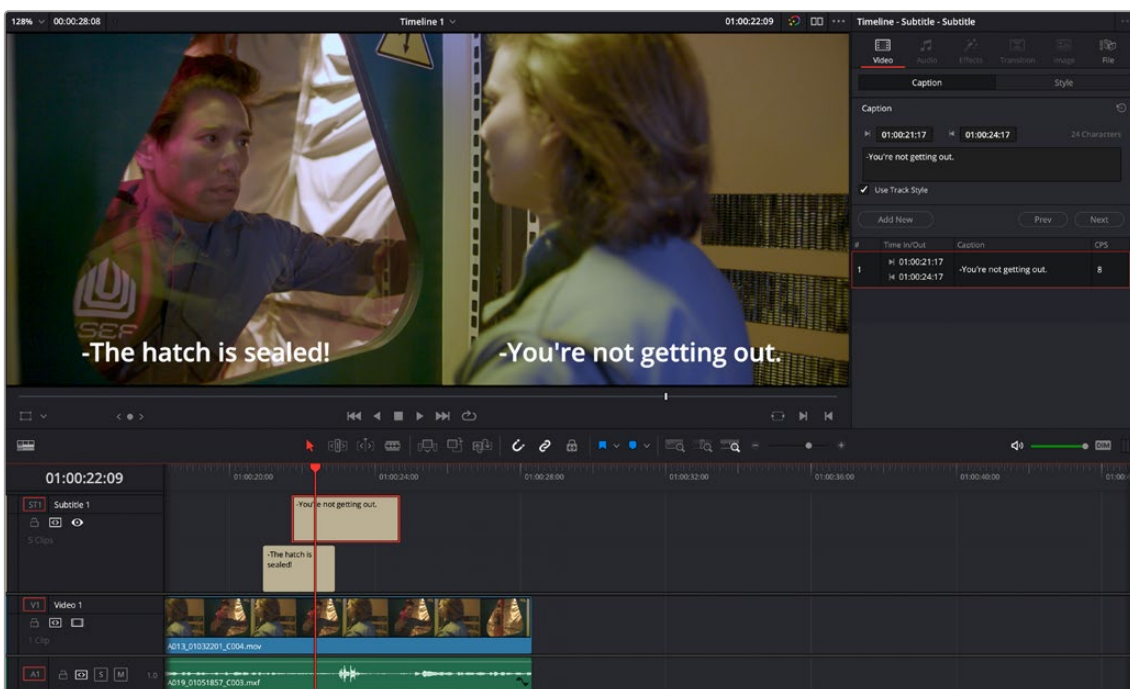 128% 00:00:28:08 Timeline 1 01:00:22:09 Timeline - Subtitle - Subtitle
Video Audio Effects Transition Image File
Caption Style
Caption
01:00:21:17 01:00:24:17 24 Characters
-You're not getting out.
Use Track Style
Add New Prev Next
# Time In/Out Caption CPS
1 01:00:21:17 -You're not getting out. 8
01:00:24:17
SEF
-The hatch is sealed! -You're not getting out.
DIM
01:00:22:09 01:00:20:00 01:00:24:00 01:00:28:00 01:00:32:00 01:00:36:00 01:00:40:00
ST1 Subtitle 1
5 Clips
-You're not getting out.
-The hatch is
sealed!
V1 Video 1
1 Clip
A013_01032201_C004.mov
A1 S M 1.0
A019_01051857_C003.mxf